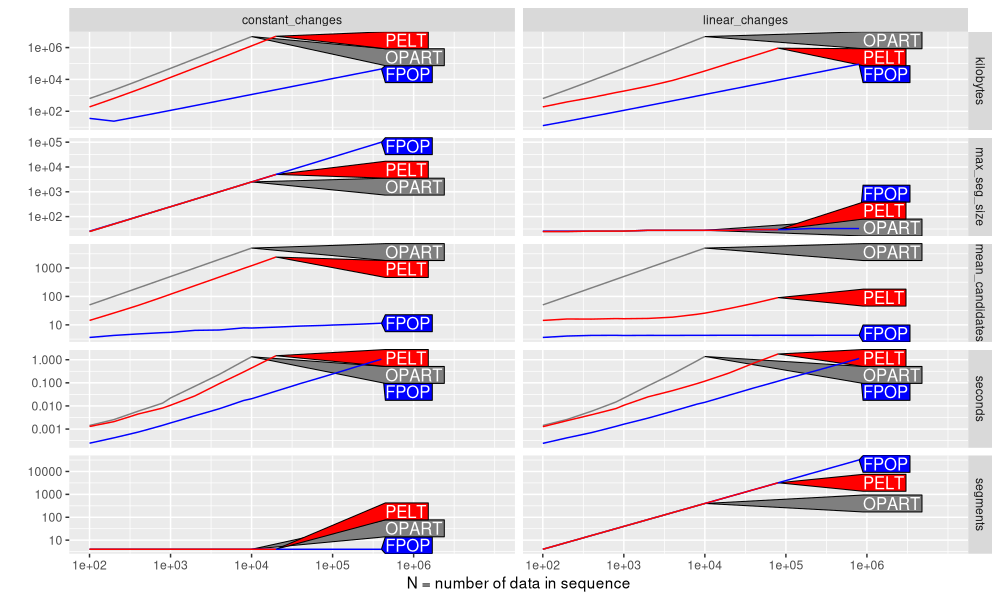 constant_changes linear_changes
1e+06
1e+04
1e+02
PELT
OPART
FPOP
OPART
PELT
FPOP
kilobytes
1e+05
1e+04
1e+03
1e+02
FPOP
PELT
OPART
FPOP
PELT
OPART
max_seg_size
1000
100
10
OPART
PELT
FPOP
OPART
PELT
FPOP
mean_candidates
1.000
0.100
0.010
0.001
PELT
OPART
FPOP
PELT
OPART
FPOP
seconds
10000
1000
100
10
PELT
OPART
FPOP
FPOP
PELT
OPART
segments
1e+02 1e+03 1e+04 1e+05 1e+06 1e+02 1e+03 1e+04 1e+05 1e+06
N = number of data in sequence